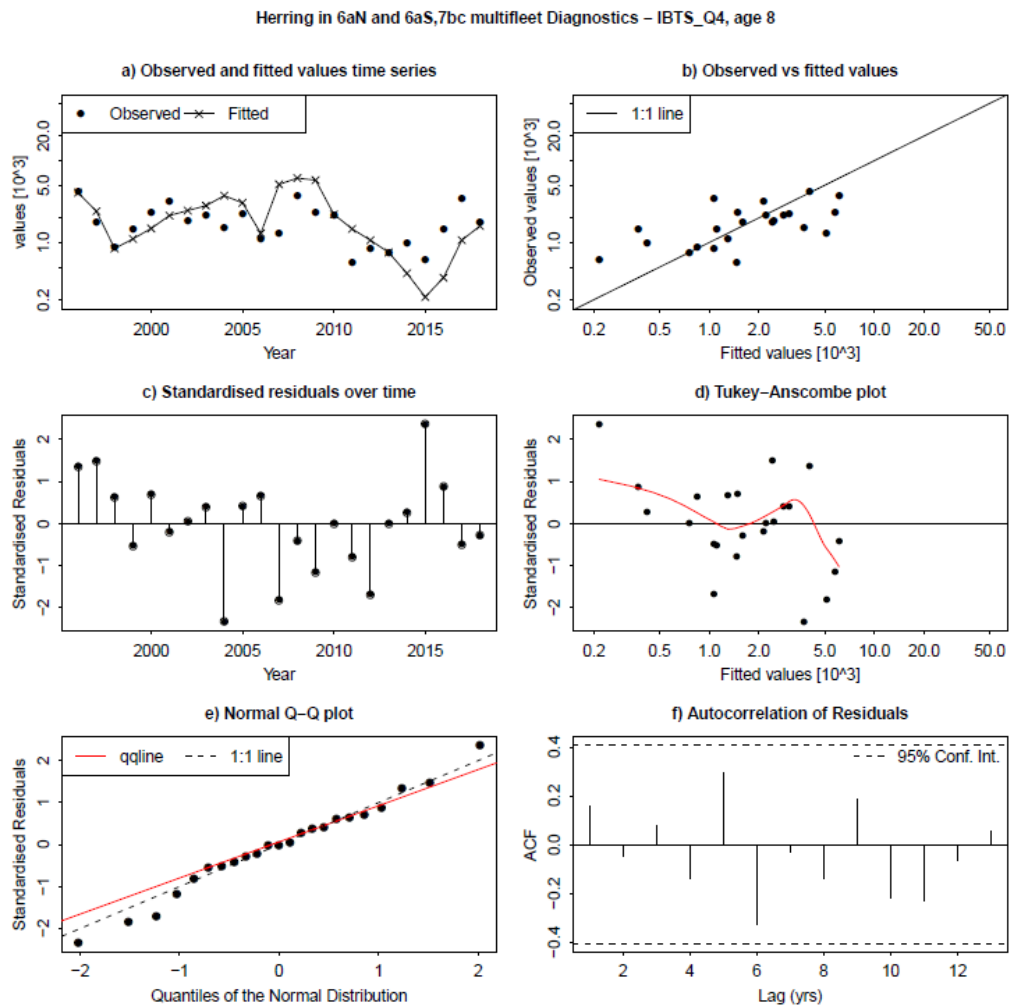 Herring in 6aN and 6aS,7bc multifleet Diagnostics − IBTS_Q4, age 8
a) Observed and fitted values time series
Observed
Fitted
values [10^3]
20.0
5.0
1.0
0.2
2000
2005
2010
2015
Year
b) Observed vs fitted values
1:1 line
Observed values [10^3]
20.0
5.0
1.0
0.2
0.2
0.5
1.0
2.0
5.0
10.0
20.0
50.0
Fitted values [10^3]
c) Standardised residuals over time
Standardised Residuals
2
1
0
−1
−2
2000
2005
2010
2015
Year
d) Tukey−Anscombe plot
Standardised Residuals
2
1
0
−1
−2
0.2
0.5
1.0
2.0
5.0
10.0
20.0
50.0
Fitted values [10^3]
e) Normal Q−Q plot
qqline
1:1 line
Standardised Residuals
2
1
0
−1
−2
−2
−1
0
1
2
Quantiles of the Normal Distribution
f) Autocorrelation of Residuals
95% Conf. Int.
ACF
0.4
0.2
0.0
−0.2
−0.4
2
4
6
8
10
12
Lag (yrs)